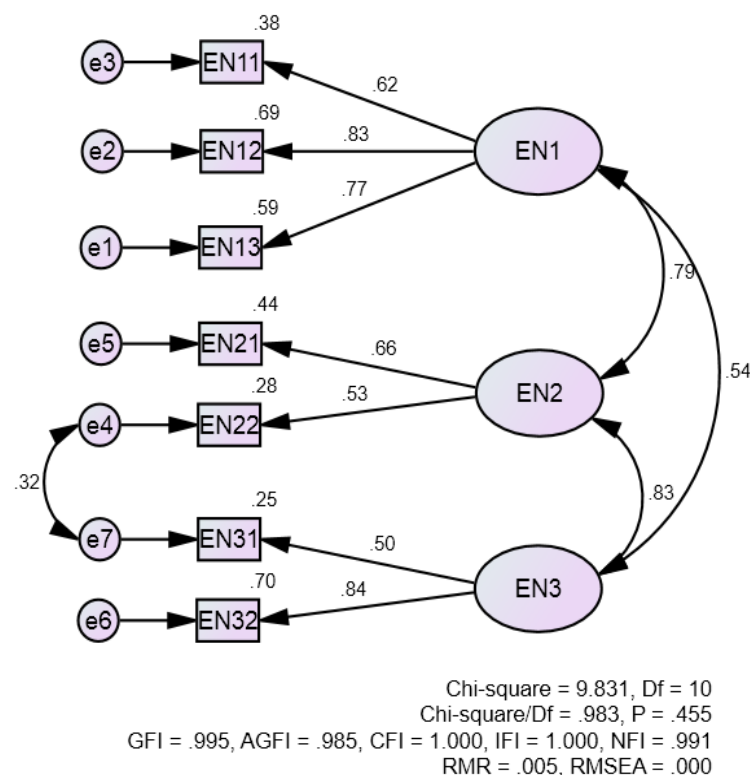 .38
e3 EN11
.62
.69
e2 EN12 .83 EN1
.77
.59
e1 EN13
.79
.44
e5 EN21
.66
.54
EN2
.28
.53
e4 EN22
.32
.83
.25
e7 EN31
.50
.70
EN3
.84
e6 EN32
Chi-square = 9.831, Df = 10
Chi-square/Df = .983, P = .455
GFI = .995, AGFI = .985, CFI = 1.000, IFI = 1.000, NFI = .991
RMR = .005, RMSEA = .000